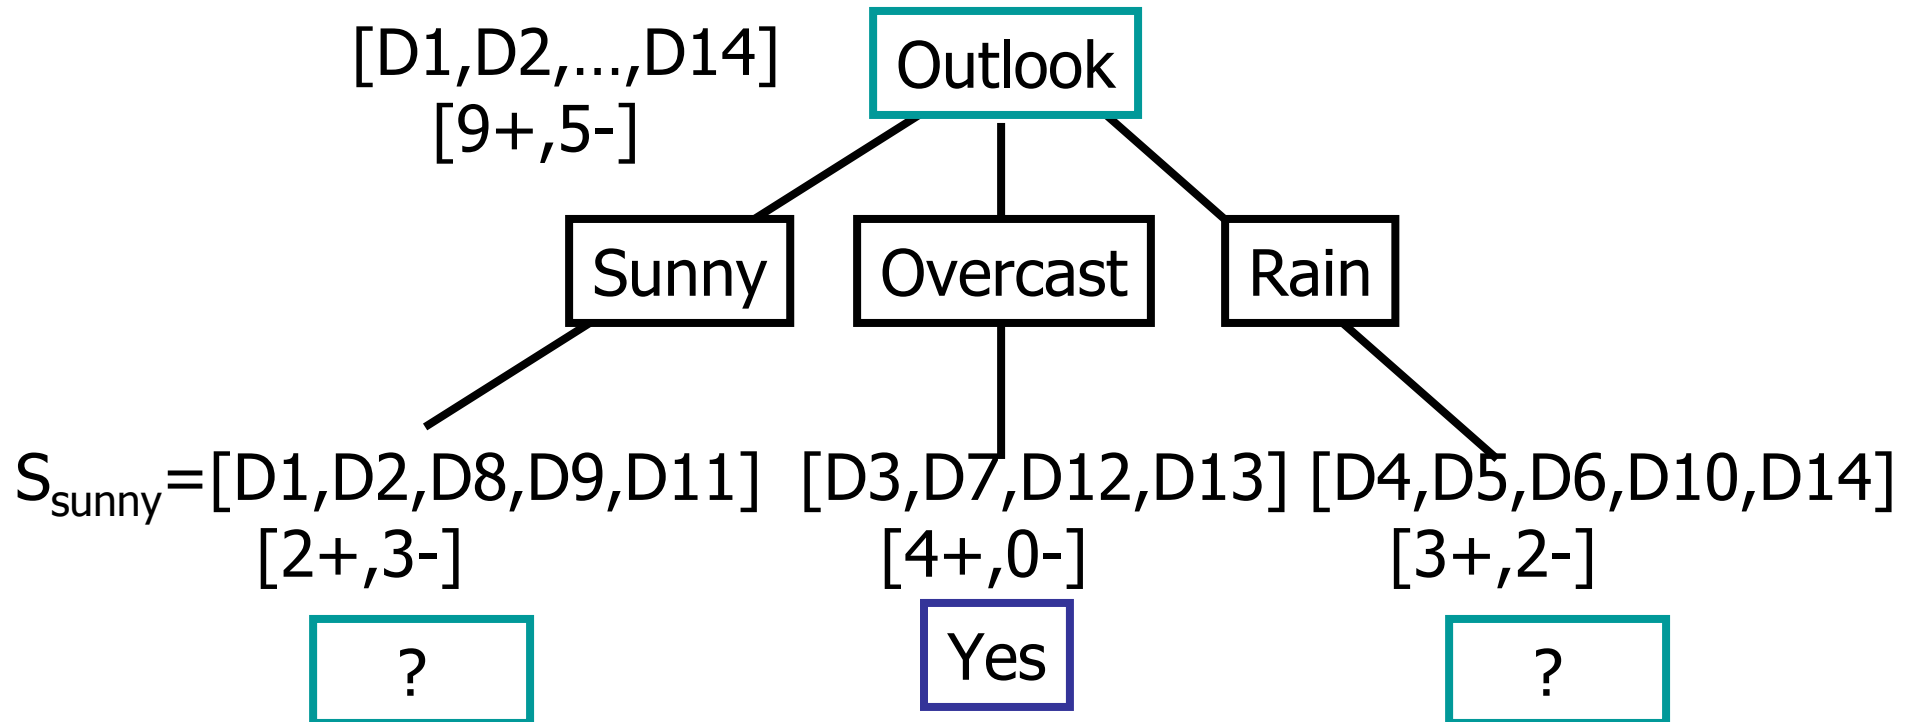 [D1,D2,…,D14]
[9+,5-]
Outlook
Sunny
Overcast
Rain
Ssunny=[D1,D2,D8,D9,D11]
[D3,D7,D12,D13]
[D4,D5,D6,D10,D14]
[2+,3-]
[4+,0-]
[3+,2-]
?
Yes
?